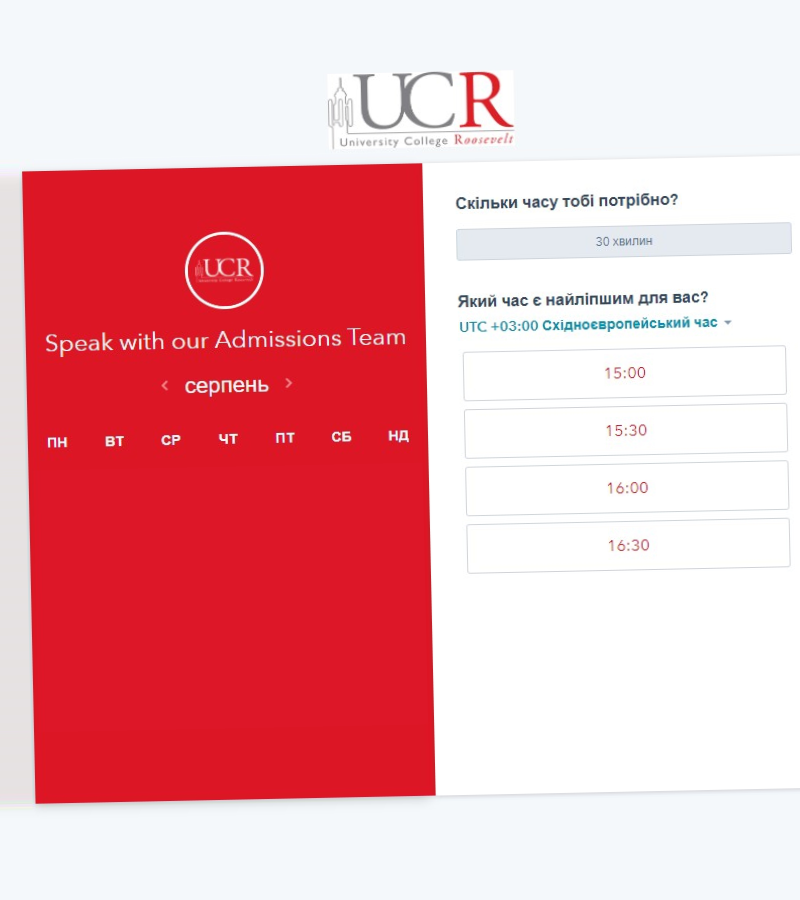 UCR
University College Roosevelt
UCR
Speak with our Admissions Team
серпень
ПН ВТ СР ЧТ ПТ СБ НД
Скільки часу тобі потрібно?
30 хвилин
Який час є найліпшим для вас?
UTC +03:00 Східноєвропейський час
15:00
15:30
16:00
16:30